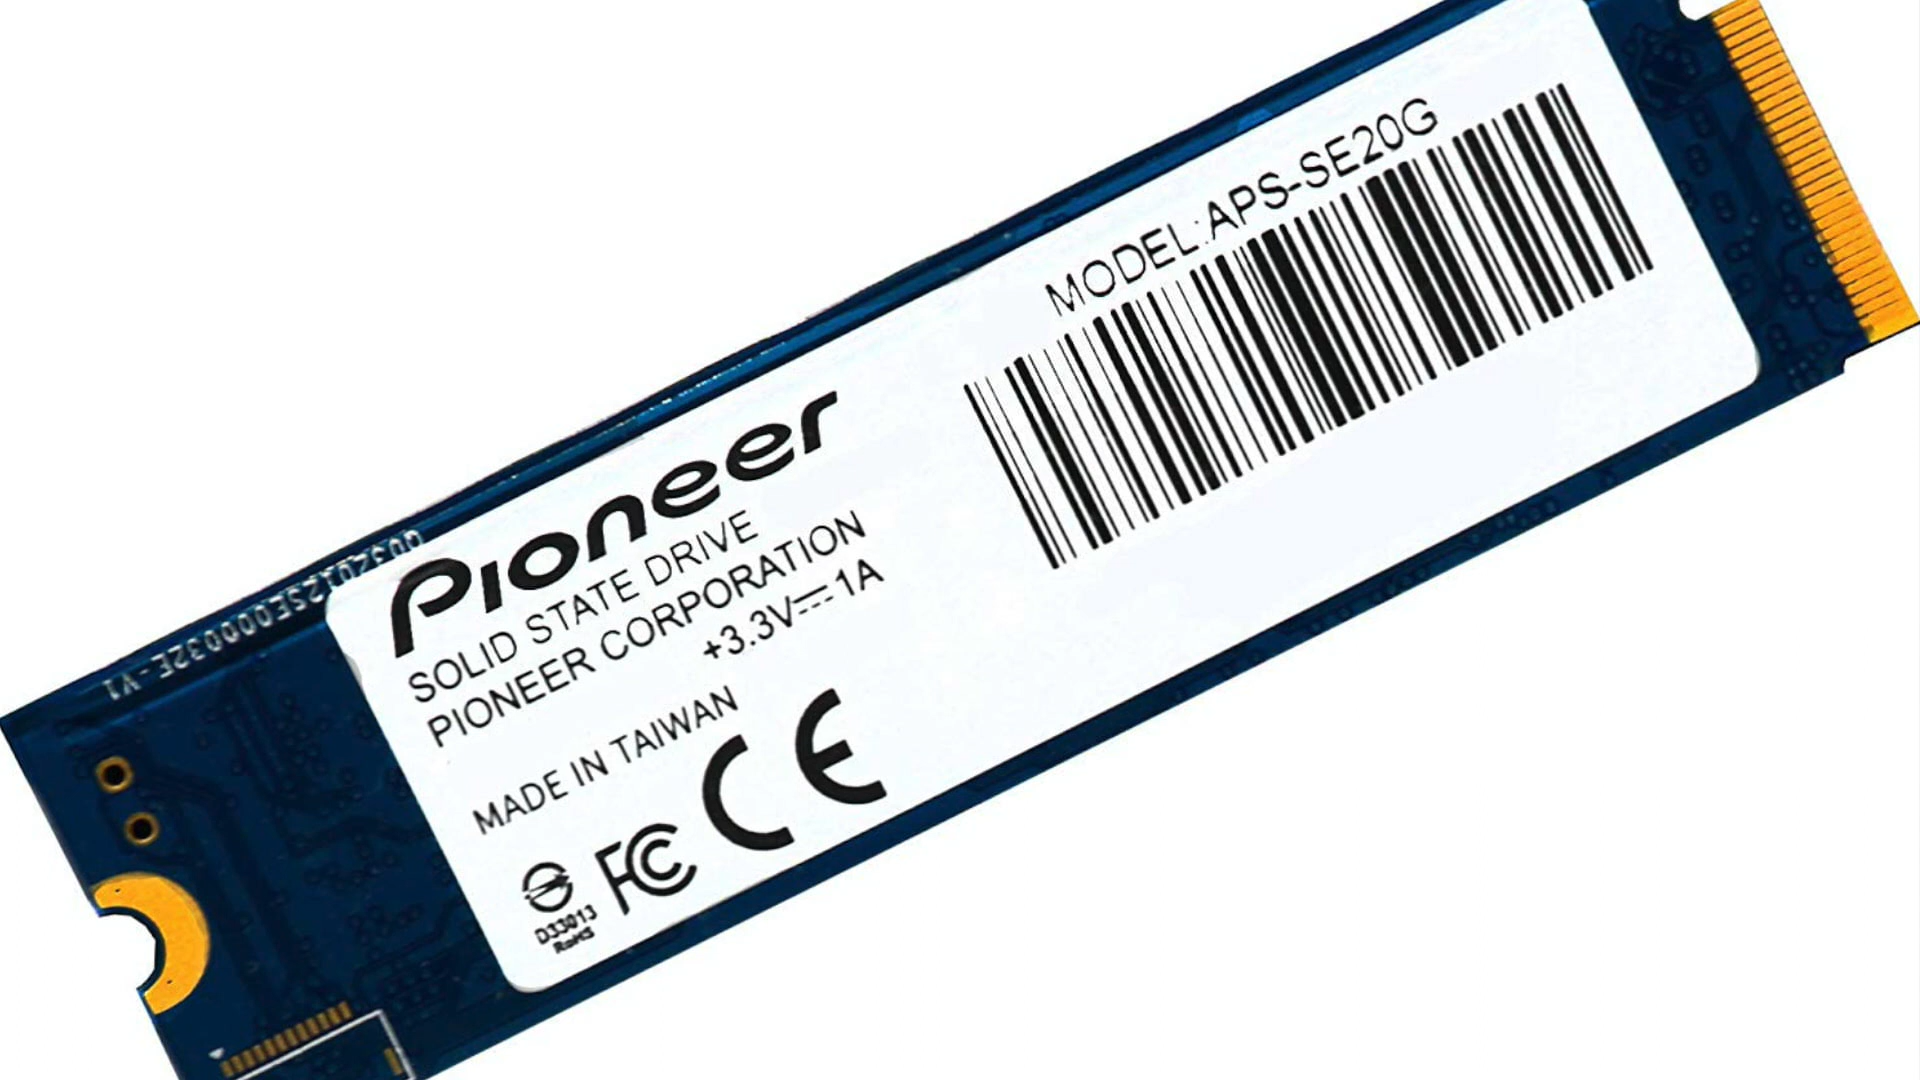 Pioneer
SOLID STATE DRIVE
PIONEER CORPORATION
+3.3V⎓1A
MADE IN TAIWAN
FC CE
D33013
RoHS
MODEL:APS-SE20G